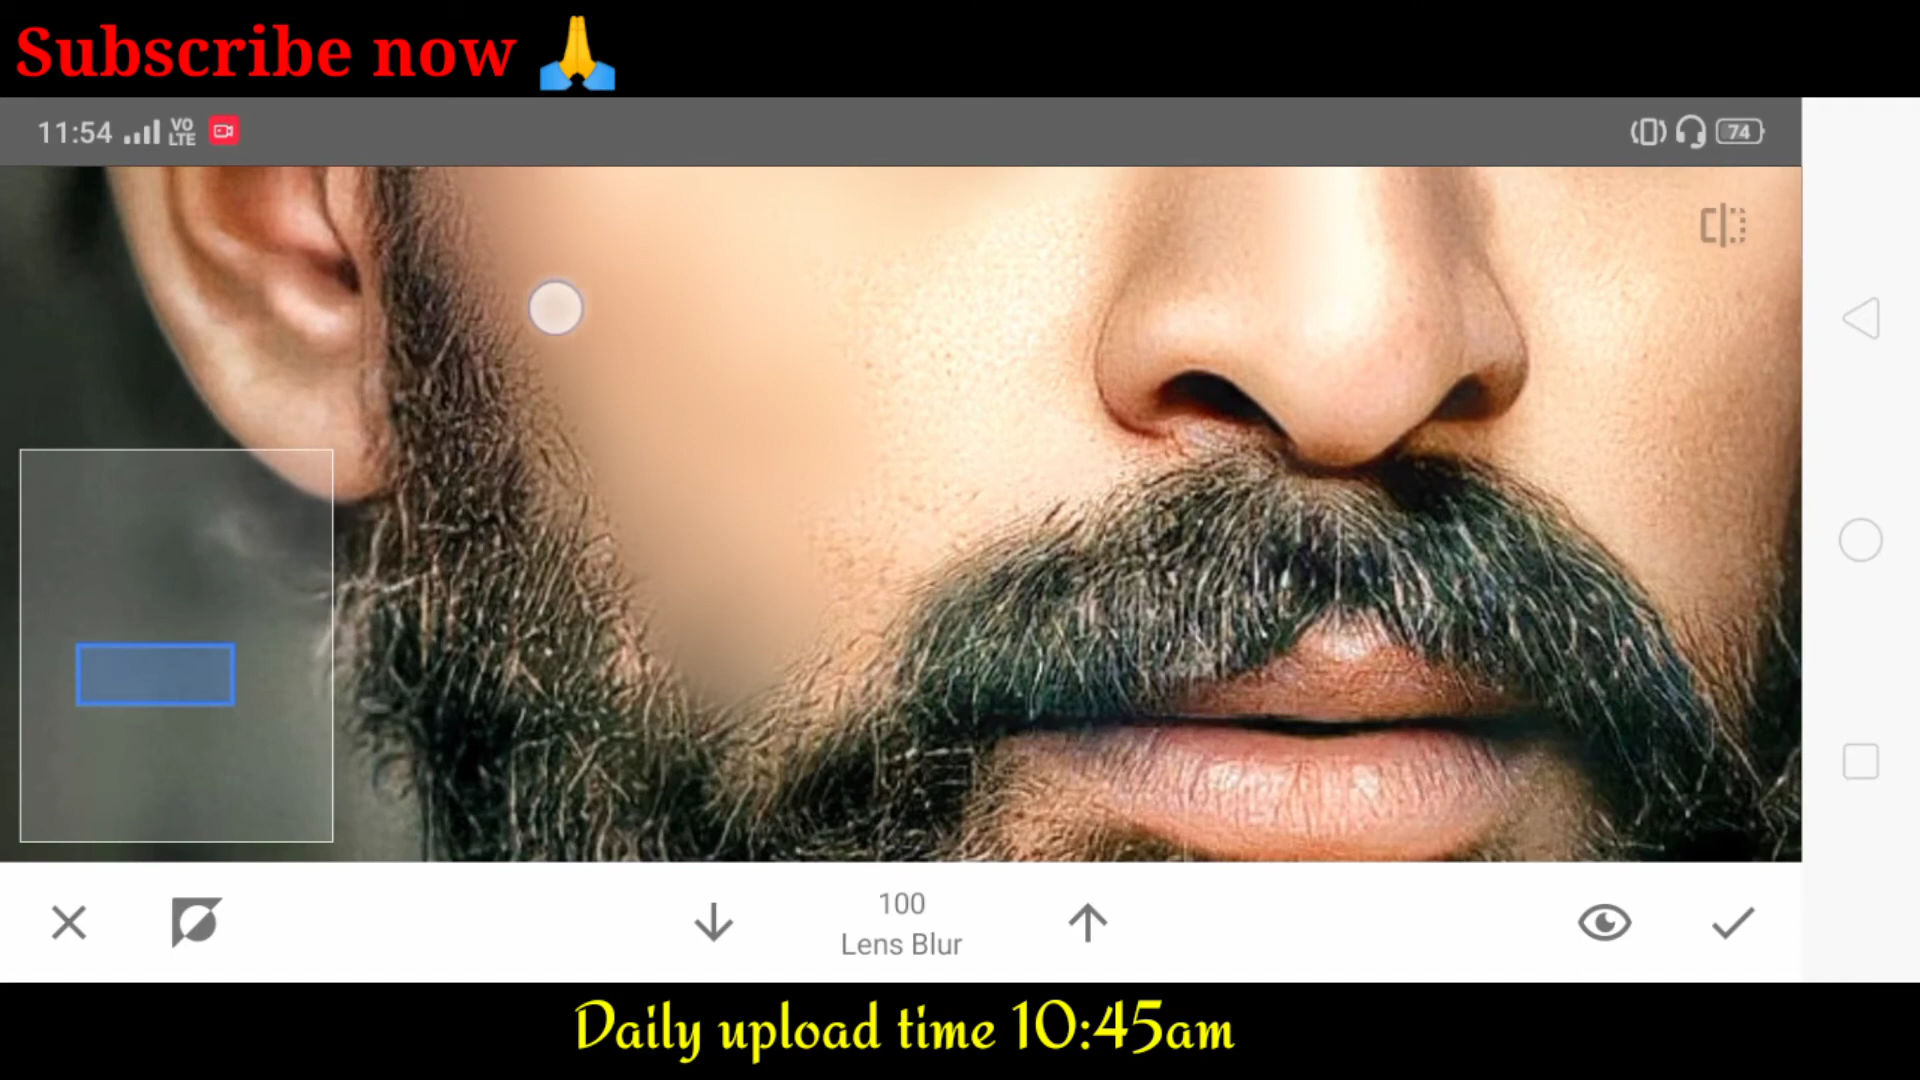 Subscribe now 🙏
11:54 VO LTE 74
100
Lens Blur
Daily upload time 10:45am